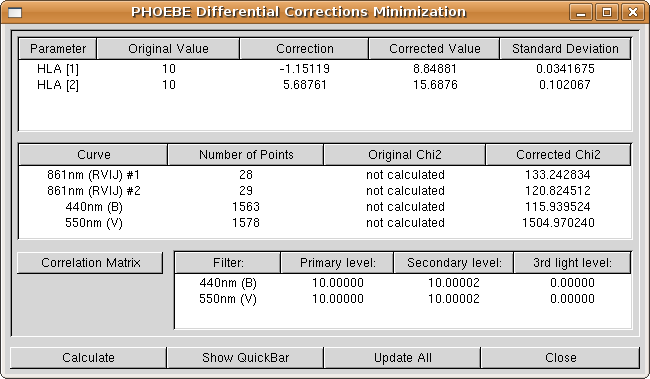 PHOEBE Differential Corrections Minimization
Parameter Original Value Correction Corrected Value Standard Deviation
HLA [1] 10 -1.15119 8.84881 0.0341675
HLA [2] 10 5.68761 15.6876 0.102067
Curve Number of Points Original Chi2 Corrected Chi2
861nm (RVIJ) #1 28 not calculated 133.242834
861nm (RVIJ) #2 29 not calculated 120.824512
440nm (B) 1563 not calculated 115.939524
550nm (V) 1578 not calculated 1504.970240
Correlation Matrix
Filter: Primary level: Secondary level: 3rd light level:
440nm (B) 10.00000 10.00002 0.00000
550nm (V) 10.00000 10.00002 0.00000
Calculate Show QuickBar Update All Close